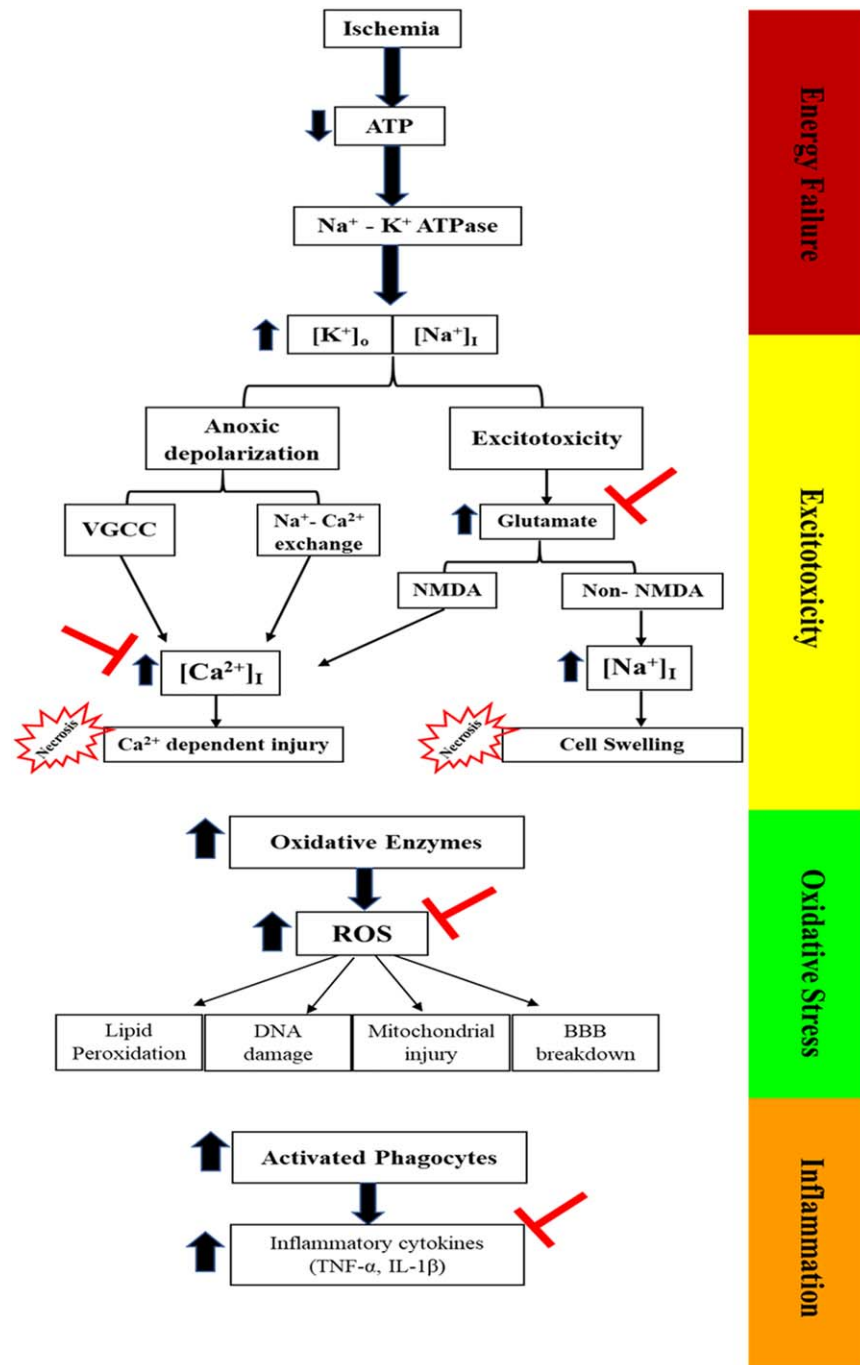 Ischemia
ATP
Na⁺ - K⁺ ATPase
[K⁺]ₒ
[Na⁺]I
Anoxic
depolarization
Excitotoxicity
VGCC
Na⁺- Ca²⁺
exchange
Glutamate
NMDA
Non- NMDA
[Ca²⁺]I
[Na⁺]I
Necrosis
Ca²⁺ dependent injury
Necrosis
Cell Swelling
Oxidative Enzymes
ROS
Lipid
Peroxidation
DNA
damage
Mitochondrial
injury
BBB
breakdown
Activated Phagocytes
Inflammatory cytokines
(TNF-α, IL-1β)
Energy Failure
Excitotoxicity
Oxidative Stress
Inflammation